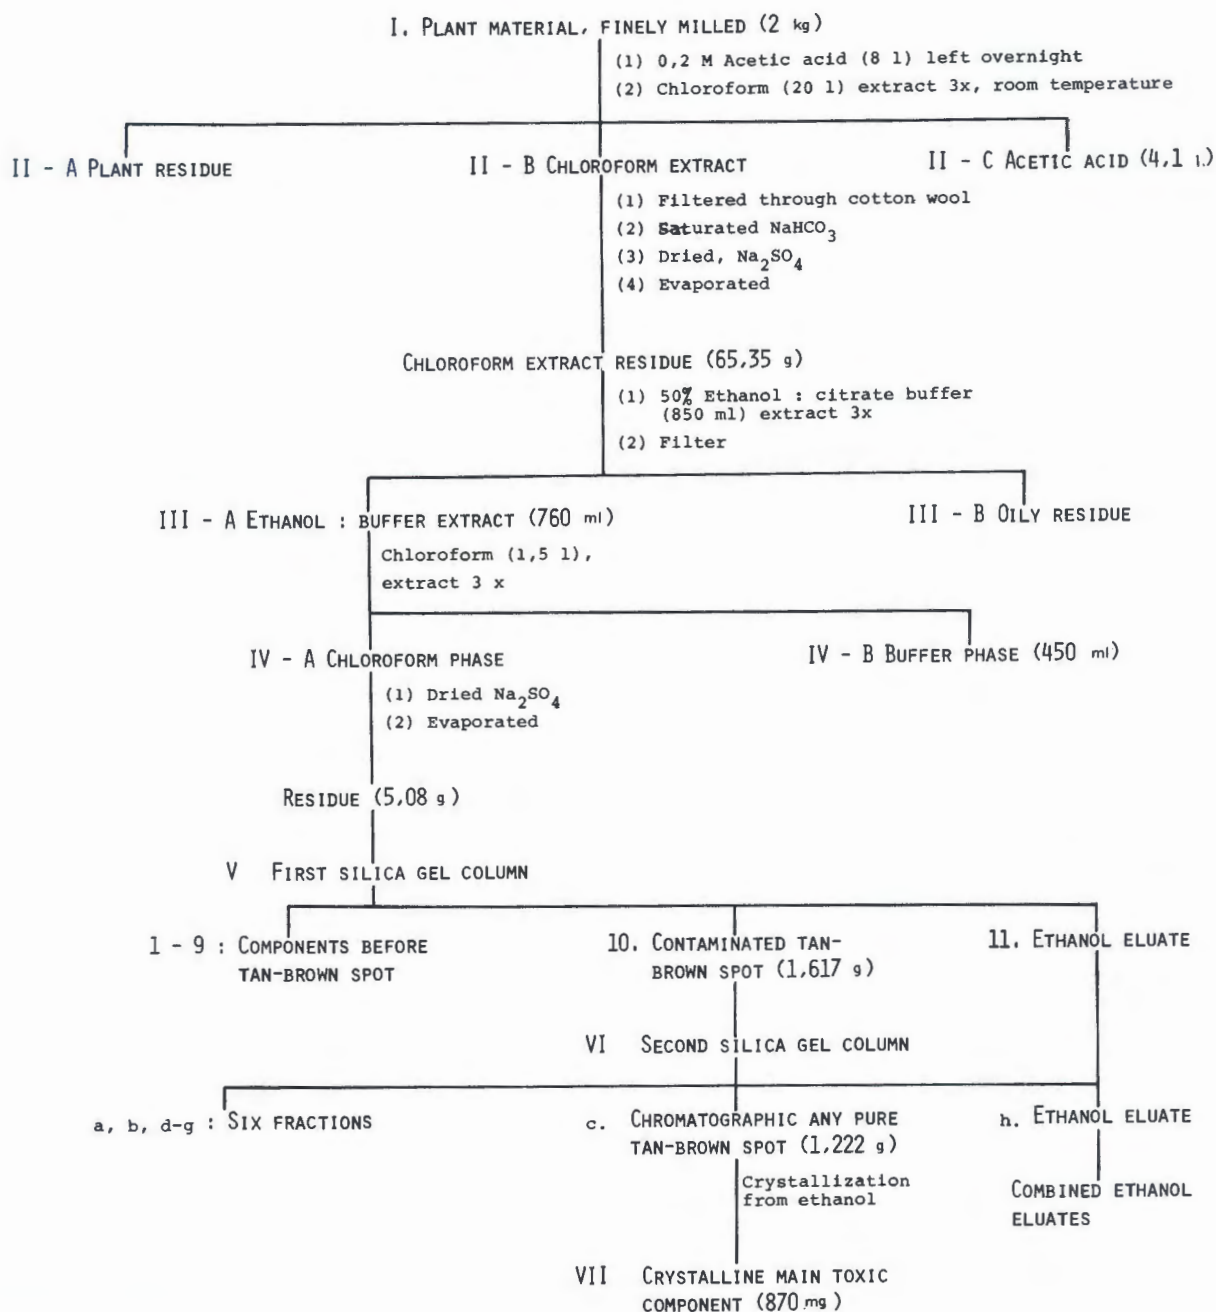 I. PLANT MATERIAL, FINELY MILLED (2 kg)
(1) 0,2 M Acetic acid (8 l) left overnight
(2) Chloroform (20 l) extract 3x, room temperature
II - A PLANT RESIDUE
II - B CHLOROFORM EXTRACT
II - C ACETIC ACID (4,1 l.)
(1) Filtered through cotton wool
(2) Saturated NaHCO₃
(3) Dried, Na₂SO₄
(4) Evaporated
CHLOROFORM EXTRACT RESIDUE (65,35 g)
(1) 50% Ethanol : citrate buffer
(850 ml) extract 3x
(2) Filter
III - A ETHANOL : BUFFER EXTRACT (760 ml)
III - B OILY RESIDUE
Chloroform (1,5 l),
extract 3 x
IV - A CHLOROFORM PHASE
IV - B BUFFER PHASE (450 ml)
(1) Dried Na₂SO₄
(2) Evaporated
RESIDUE (5,08 g)
V FIRST SILICA GEL COLUMN
1 - 9 : COMPONENTS BEFORE
TAN-BROWN SPOT
10. CONTAMINATED TAN-
BROWN SPOT (1,617 g)
11. ETHANOL ELUATE
VI SECOND SILICA GEL COLUMN
a, b, d-g : SIX FRACTIONS
c. CHROMATOGRAPHIC ANY PURE
TAN-BROWN SPOT (1,222 g)
h. ETHANOL ELUATE
Crystallization
from ethanol
COMBINED ETHANOL
ELUATES
VII CRYSTALLINE MAIN TOXIC
COMPONENT (870 mg)